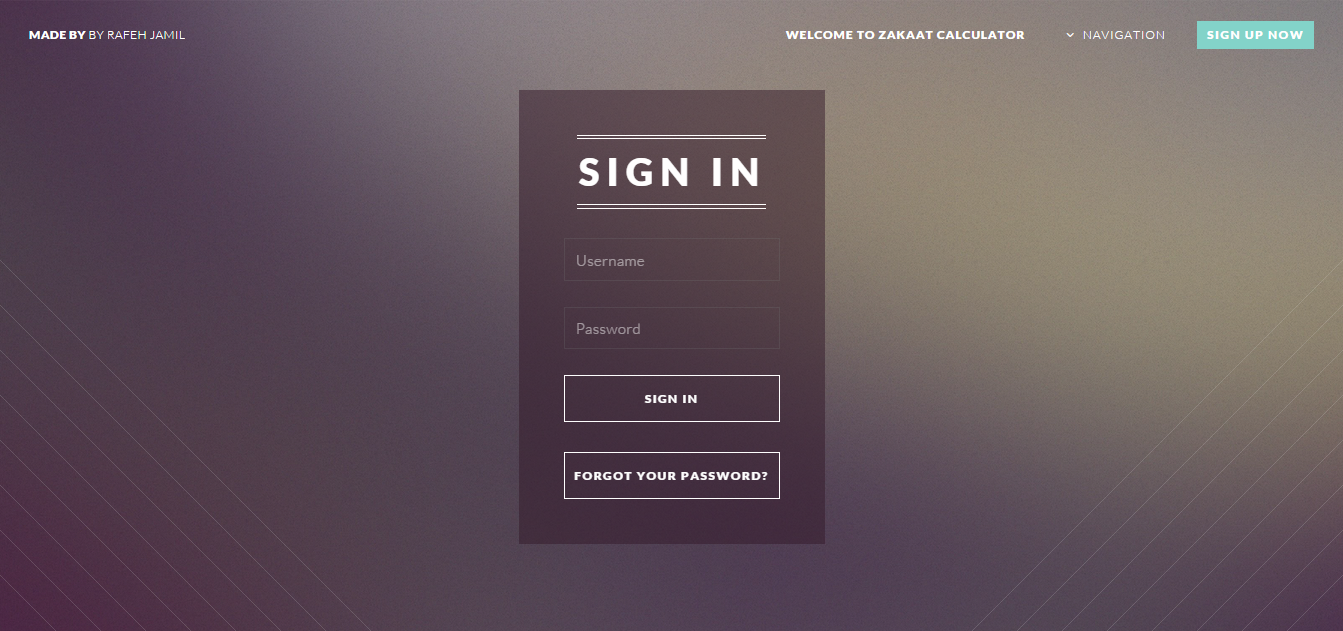 MADE BY BY RAFEH JAMIL
WELCOME TO ZAKAAT CALCULATOR
NAVIGATION
SIGN UP NOW
SIGN IN
Username
Password
SIGN IN
FORGOT YOUR PASSWORD?